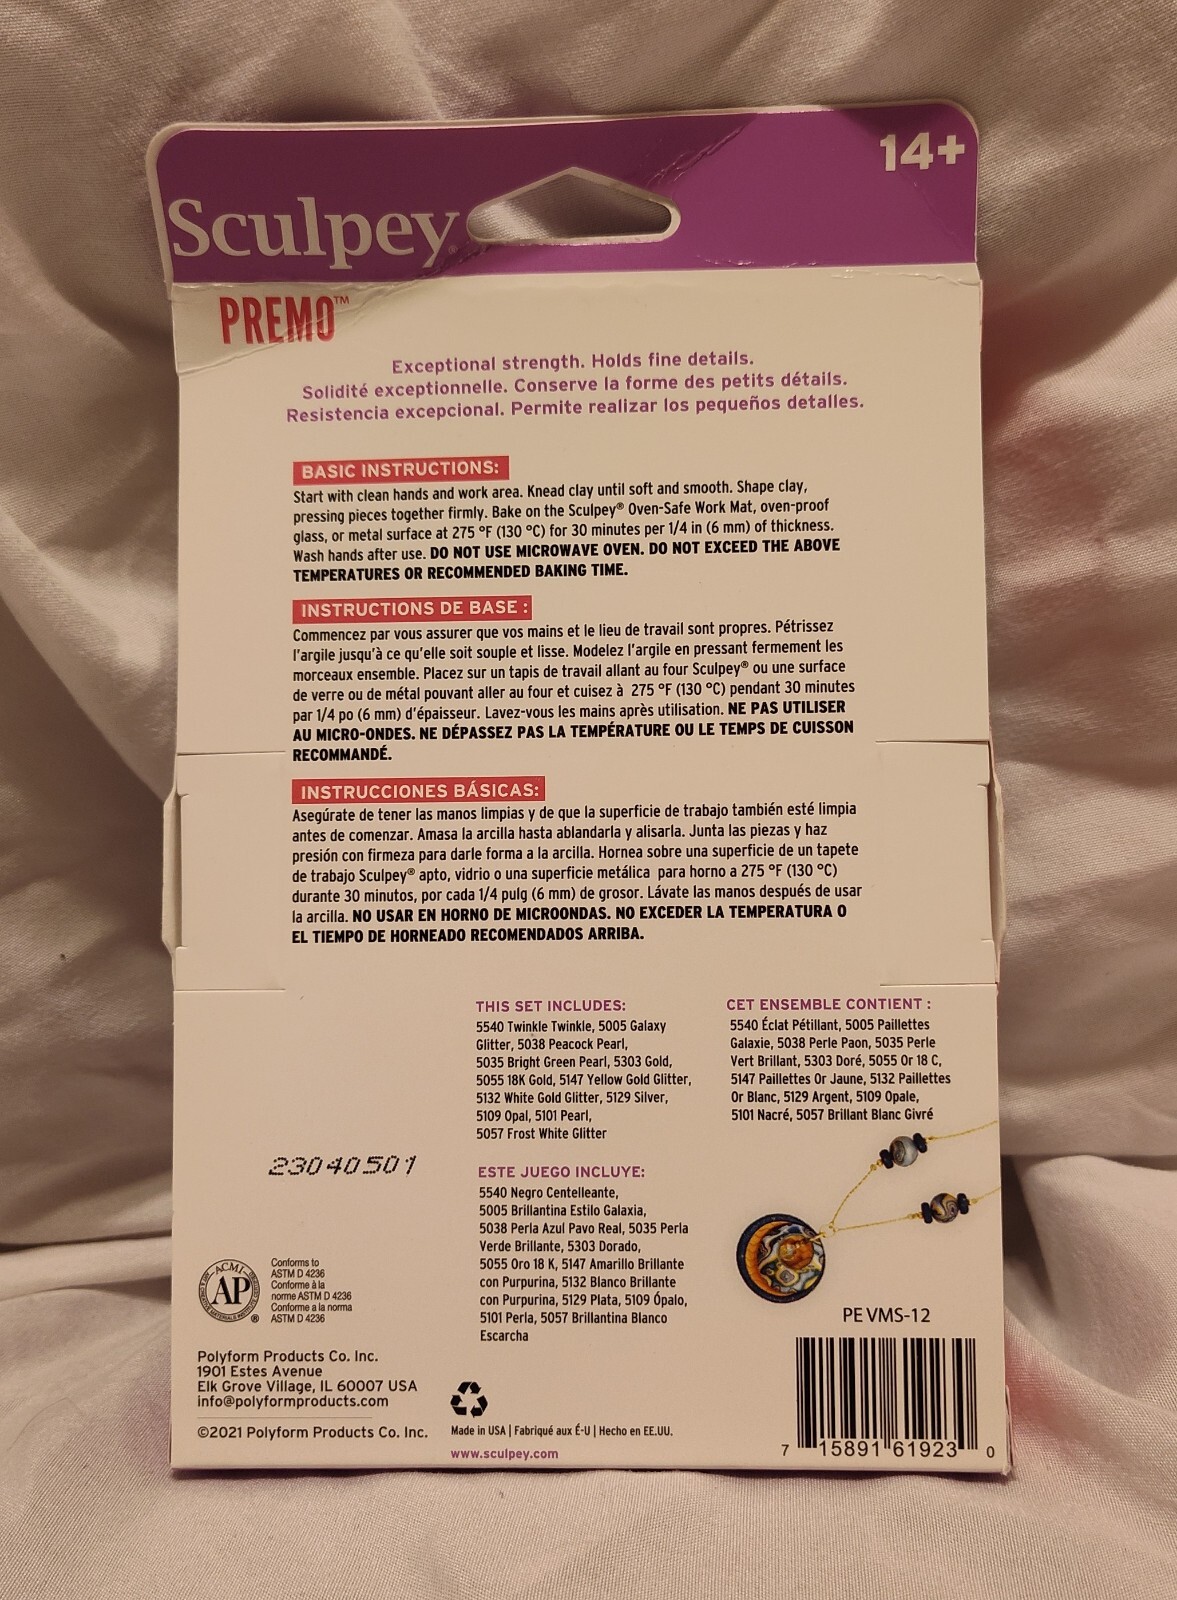 14+
Sculpey®
PREMO™
Exceptional strength. Holds fine details.
Solidité exceptionnelle. Conserve la forme des petits détails.
Resistencia excepcional. Permite realizar los pequeños detalles.
BASIC INSTRUCTIONS:
Start with clean hands and work area. Knead clay until soft and smooth. Shape clay,
pressing pieces together firmly. Bake on the Sculpey® Oven-Safe Work Mat, oven-proof
glass, or metal surface at 275 °F (130 °C) for 30 minutes per 1/4 in (6 mm) of thickness.
Wash hands after use. DO NOT USE MICROWAVE OVEN. DO NOT EXCEED THE ABOVE
TEMPERATURES OR RECOMMENDED BAKING TIME.
INSTRUCTIONS DE BASE :
Commencez par vous assurer que vos mains et le lieu de travail sont propres. Pétrissez
l'argile jusqu'à ce qu'elle soit souple et lisse. Modelez l'argile en pressant fermement les
morceaux ensemble. Placez sur un tapis de travail allant au four Sculpey® ou une surface
de verre ou de métal pouvant aller au four et cuisez à 275 °F (130 °C) pendant 30 minutes
par 1/4 po (6 mm) d'épaisseur. Lavez-vous les mains après utilisation. NE PAS UTILISER
AU MICRO-ONDES. NE DÉPASSEZ PAS LA TEMPÉRATURE OU LE TEMPS DE CUISSON
RECOMMANDÉ.
INSTRUCCIONES BÁSICAS:
Asegúrate de tener las manos limpias y de que la superficie de trabajo también esté limpia
antes de comenzar. Amasa la arcilla hasta ablandarla y alisarla. Junta las piezas y haz
presión con firmeza para darle forma a la arcilla. Hornea sobre una superficie de un tapete
de trabajo Sculpey® apto, vidrio o una superficie metálica para horno a 275 °F (130 °C)
durante 30 minutos, por cada 1/4 pulg (6 mm) de grosor. Lávate las manos después de usar
la arcilla. NO USAR EN HORNO DE MICROONDAS. NO EXCEDER LA TEMPERATURA O
EL TIEMPO DE HORNEADO RECOMENDADOS ARRIBA.
THIS SET INCLUDES:
5540 Twinkle Twinkle, 5005 Galaxy
Glitter, 5038 Peacock Pearl,
5035 Bright Green Pearl, 5303 Gold,
5055 18K Gold, 5147 Yellow Gold Glitter,
5132 White Gold Glitter, 5129 Silver,
5109 Opal, 5101 Pearl,
5057 Frost White Glitter
CET ENSEMBLE CONTIENT :
5540 Éclat Pétillant, 5005 Paillettes
Galaxie, 5038 Perle Paon, 5035 Perle
Vert Brillant, 5303 Doré, 5055 Or 18 C,
5147 Paillettes Or Jaune, 5132 Paillettes
Or Blanc, 5129 Argent, 5109 Opale,
5101 Nacré, 5057 Brillant Blanc Givré
ESTE JUEGO INCLUYE:
5540 Negro Centelleante,
5005 Brillantina Estilo Galaxia,
5038 Perla Azul Pavo Real, 5035 Perla
Verde Brillante, 5303 Dorado,
5055 Oro 18 K, 5147 Amarillo Brillante
con Purpurina, 5132 Blanco Brillante
con Purpurina, 5129 Plata, 5109 Ópalo,
5101 Perla, 5057 Brillantina Blanco
Escarcha
23040501
ACMI
AP
®
Conforms to
ASTM D 4236
Conforme à la
norme ASTM D 4236
Conforme a la norma
ASTM D 4236
Polyform Products Co. Inc.
1901 Estes Avenue
Elk Grove Village, IL 60007 USA
info@polyformproducts.com
©2021 Polyform Products Co. Inc.
Made in USA | Fabriqué aux É-U | Hecho en EE.UU.
www.sculpey.com
PE VMS-12
7 15891 61923 0